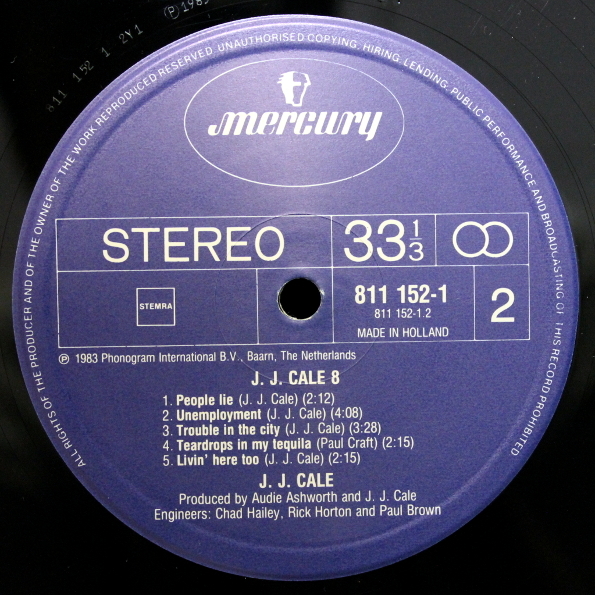 811 152 1 2Y1 ℗ 1983
ALL RIGHTS OF THE PRODUCER AND OF THE OWNER OF THE WORK REPRODUCED RESERVED. UNAUTHORISED COPYING, HIRING, LENDING, PUBLIC PERFORMANCE AND BROADCASTING OF THIS RECORD PROHIBITED
mercury
STEREO 33 1/3
STEMRA
811 152-1
811 152-1.2
MADE IN HOLLAND
2
℗ 1983 Phonogram International B.V., Baarn, The Netherlands
J. J. CALE 8
1. People lie (J. J. Cale) (2:12)
2. Unemployment (J. J. Cale) (4:08)
3. Trouble in the city (J. J. Cale) (3:28)
4. Teardrops in my tequila (Paul Craft) (2:15)
5. Livin' here too (J. J. Cale) (2:15)
J. J. CALE
Produced by Audie Ashworth and J. J. Cale
Engineers: Chad Hailey, Rick Horton and Paul Brown